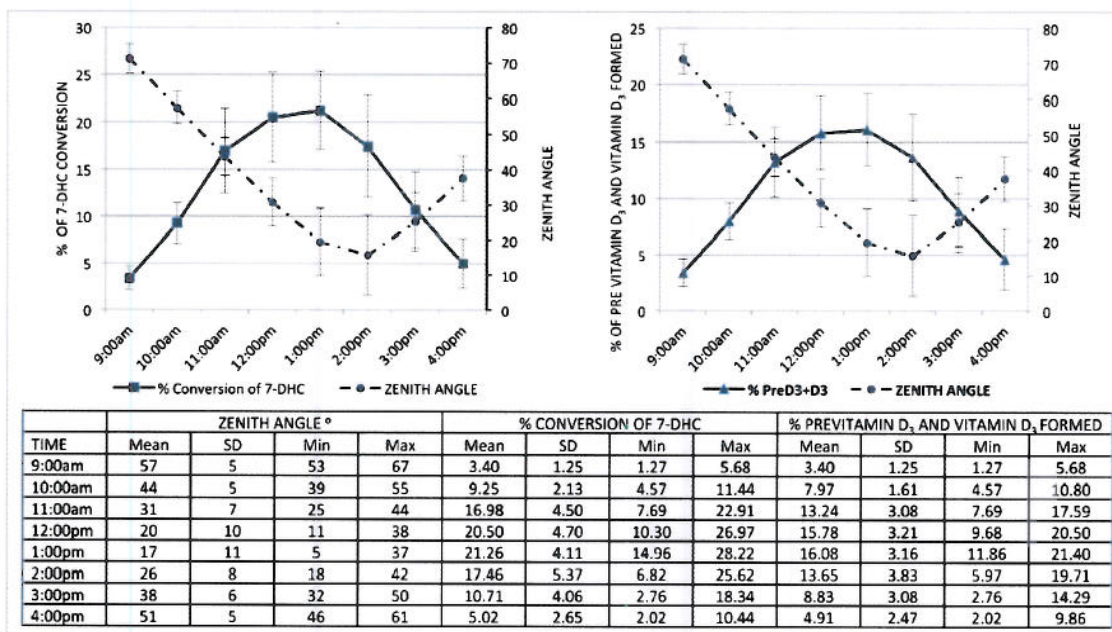 30
25
20
15
10
5
0
% OF 7-DHC CONVERSION
80
70
60
50
40
30
20
10
0
ZENITH ANGLE
9:00am
10:00am
11:00am
12:00pm
1:00pm
2:00pm
3:00pm
4:00pm
% Conversion of 7-DHC
ZENITH ANGLE
25
20
15
10
5
0
% OF PRE VITAMIN D3 AND VITAMIN D3 FORMED
80
70
60
50
40
30
20
10
0
ZENITH ANGLE
9:00am
10:00am
11:00am
12:00pm
1:00pm
2:00pm
3:00pm
4:00pm
% PreD3+D3
ZENITH ANGLE
ZENITH ANGLE º % CONVERSION OF 7-DHC % PREVITAMIN D3 AND VITAMIN D3 FORMED
TIME Mean SD Min Max Mean SD Min Max Mean SD Min Max
9:00am 57 5 53 67 3.40 1.25 1.27 5.68 3.40 1.25 1.27 5.68
10:00am 44 5 39 55 9.25 2.13 4.57 11.44 7.97 1.61 4.57 10.80
11:00am 31 7 25 44 16.98 4.50 7.69 22.91 13.24 3.08 7.69 17.59
12:00pm 20 10 11 38 20.50 4.70 10.30 26.97 15.78 3.21 9.68 20.50
1:00pm 17 11 5 37 21.26 4.11 14.96 28.22 16.08 3.16 11.86 21.40
2:00pm 26 8 18 42 17.46 5.37 6.82 25.62 13.65 3.83 5.97 19.71
3:00pm 38 6 32 50 10.71 4.06 2.76 18.34 8.83 3.08 2.76 14.29
4:00pm 51 5 46 61 5.02 2.65 2.02 10.44 4.91 2.47 2.02 9.86